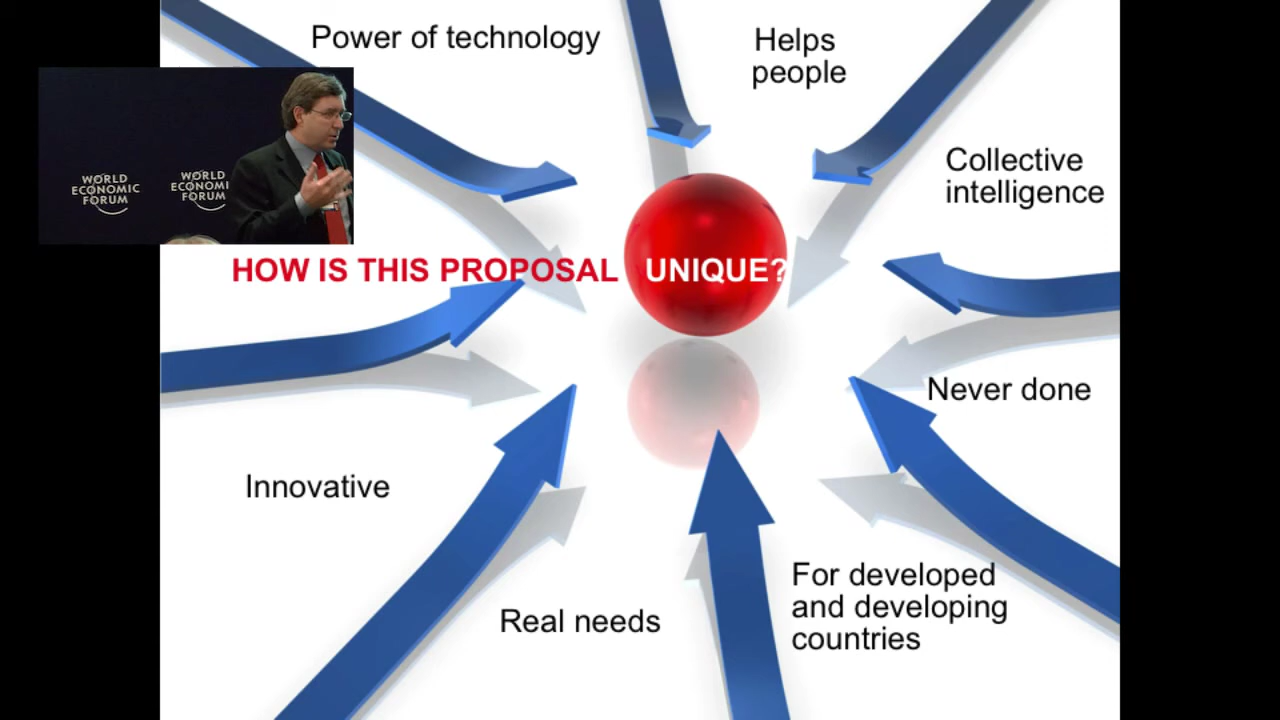 Power of technology
Helps
people
WORLD
ECONOMIC
FORUM
WORLD
ECONOMI
FORUM
Collective
intelligence
HOW IS THIS PROPOSAL UNIQUE?
Never done
Innovative
For developed
and developing
countries
Real needs